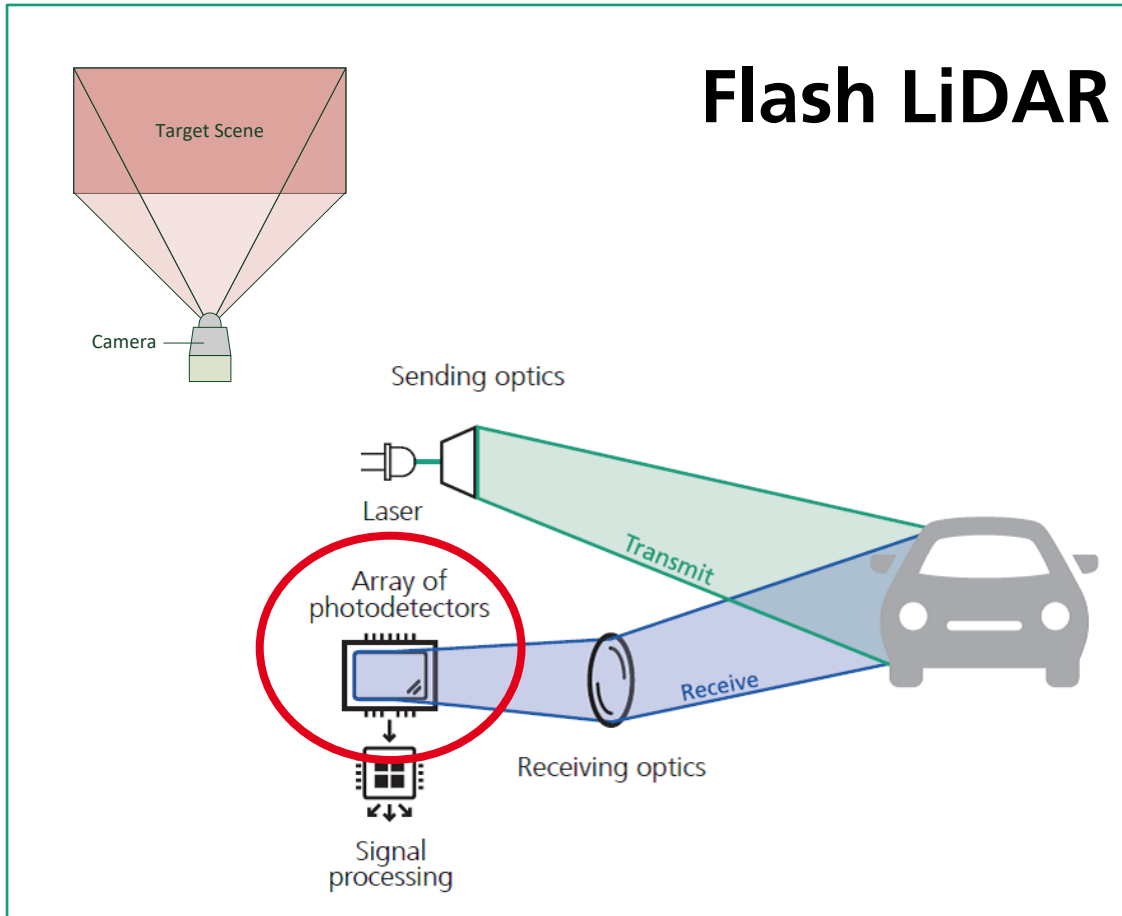 Flash LiDAR
Target Scene
Camera
Sending optics
Laser
Transmit
Array of
photodetectors
Receive
Receiving optics
Signal
processing